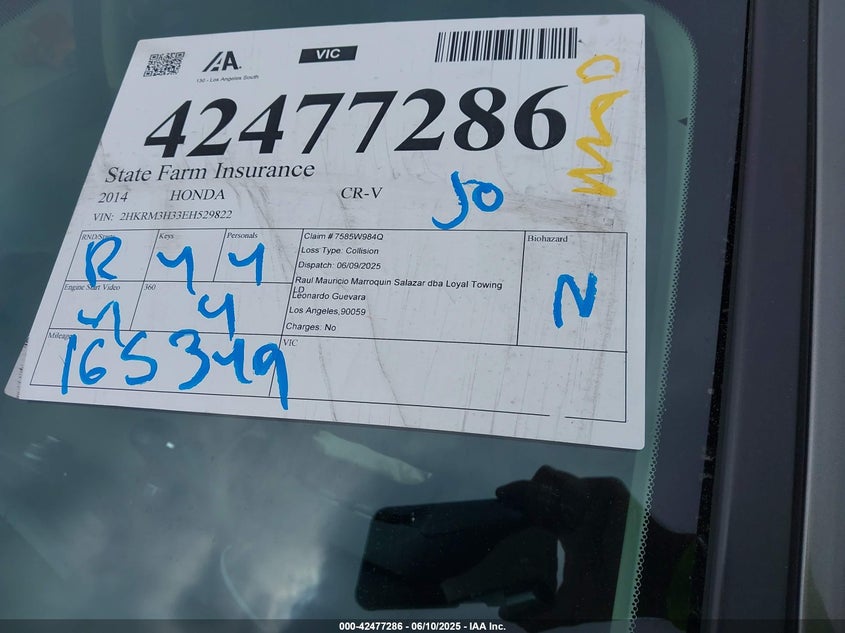 IAA.
130 - Los Angeles South
VIC
42477286
State Farm Insurance
2014 HONDA CR-V
JO
VIN: 2HKRM3H33EH529822
RND/Starts Keys Personals
R Y Y
Claim # 7585W984Q
Loss Type: Collision
Dispatch: 06/09/2025
Raul Mauricio Marroquin Salazar dba Loyal Towing
LD
Leonardo Guevara
Los Angeles,90059
Charges: No
Biohazard
N
Engine Start Video 360
Y Y
Mileage
165349
VIC
000-42477286 - 06/10/2025 - IAA Inc.